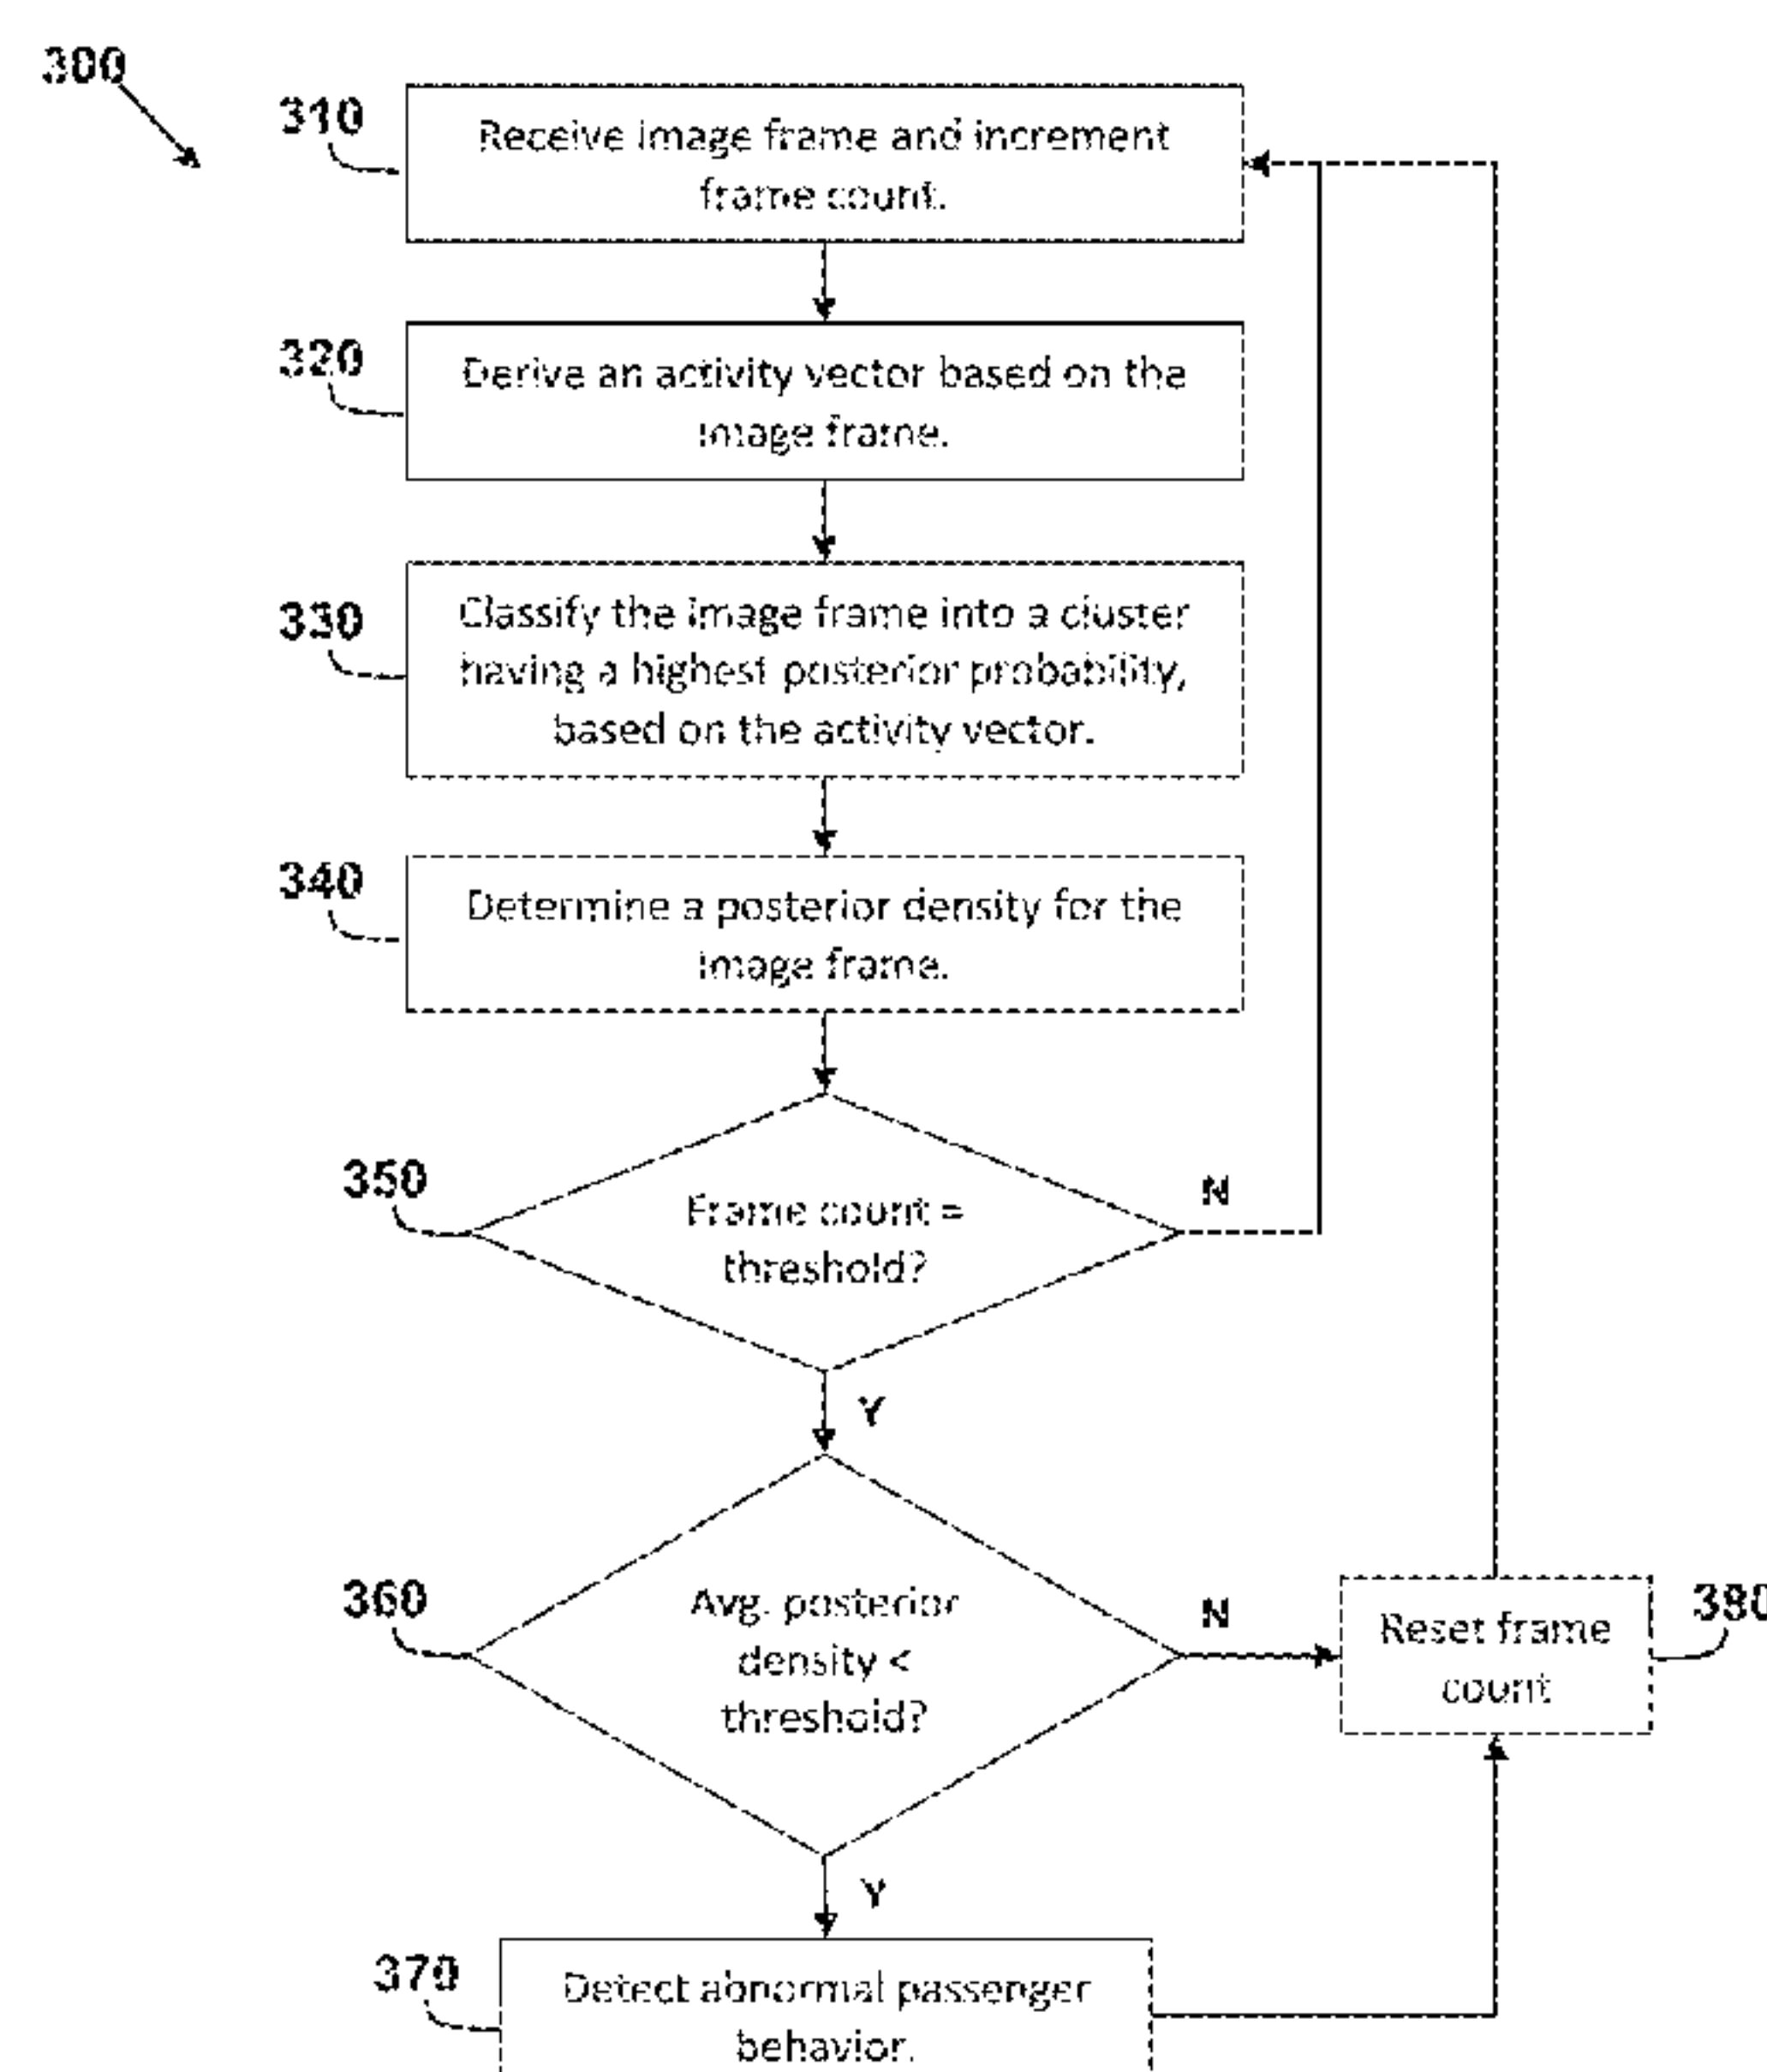 300
310
Receive image frame and increment
frame count.
320
Derive an activity vector based on the
image frame.
330
Classify the image frame into a cluster
having a highest posterior probability,
based on the activity vector.
340
Determine a posterior density for the
image frame.
350
Frame count =
threshold?
N
Y
360
Avg. posterior
density <
threshold?
N
Reset frame
count
380
Y
370
Detect abnormal passenger
behavior.